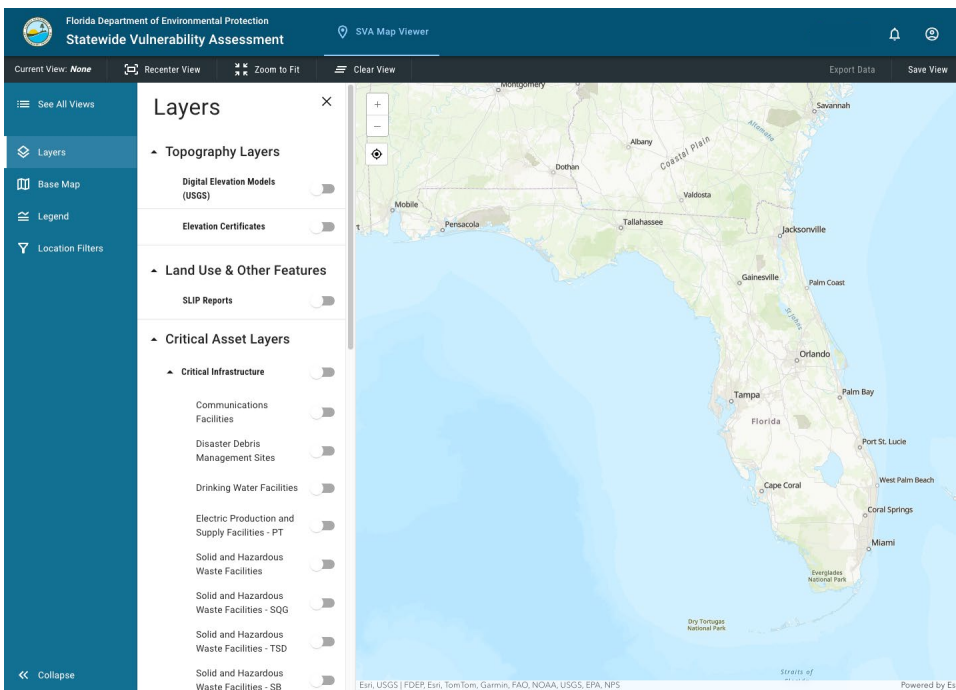 Florida Department of Environmental Protection
Statewide Vulnerability Assessment
SVA Map Viewer
Current View: None
Recenter View
Zoom to Fit
Clear View
Export Data
Save View
See All Views
Layers
Base Map
Legend
Location Filters
Collapse
Layers
Topography Layers
Digital Elevation Models
(USGS)
Elevation Certificates
Land Use & Other Features
SLIP Reports
Critical Asset Layers
Critical Infrastructure
Communications
Facilities
Disaster Debris
Management Sites
Drinking Water Facilities
Electric Production and
Supply Facilities - PT
Solid and Hazardous
Waste Facilities
Solid and Hazardous
Waste Facilities - SQG
Solid and Hazardous
Waste Facilities - TSD
Solid and Hazardous
Waste Facilities - SB
Montgomery
Savannah
Altamaha
Albany
Coastal Plain
Dothan
Valdosta
Mobile
Pensacola
Tallahassee
Jacksonville
Gainesville
Palm Coast
St Johns
Orlando
Tampa
Palm Bay
Florida
Port St. Lucie
West Palm Beach
Cape Coral
Coral Springs
Miami
Everglades
National Park
Dry Tortugas
National Park
Straits of
Esri, USGS | FDEP, Esri, TomTom, Garmin, FAO, NOAA, USGS, EPA, NPS
Powered by Es